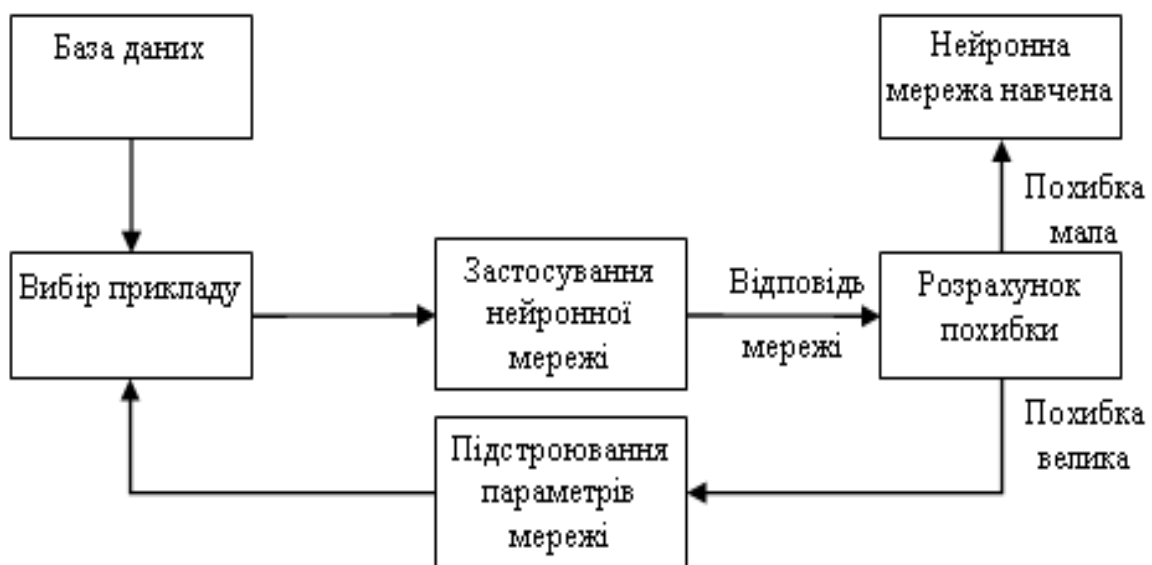 База даних
Нейронна
мережа навчена
Похибка
мала
Вибір прикладу
Застосування
нейронної
мережі
Відповідь
мережі
Розрахунок
похибки
Підстроювання
параметрів
мережі
Похибка
велика